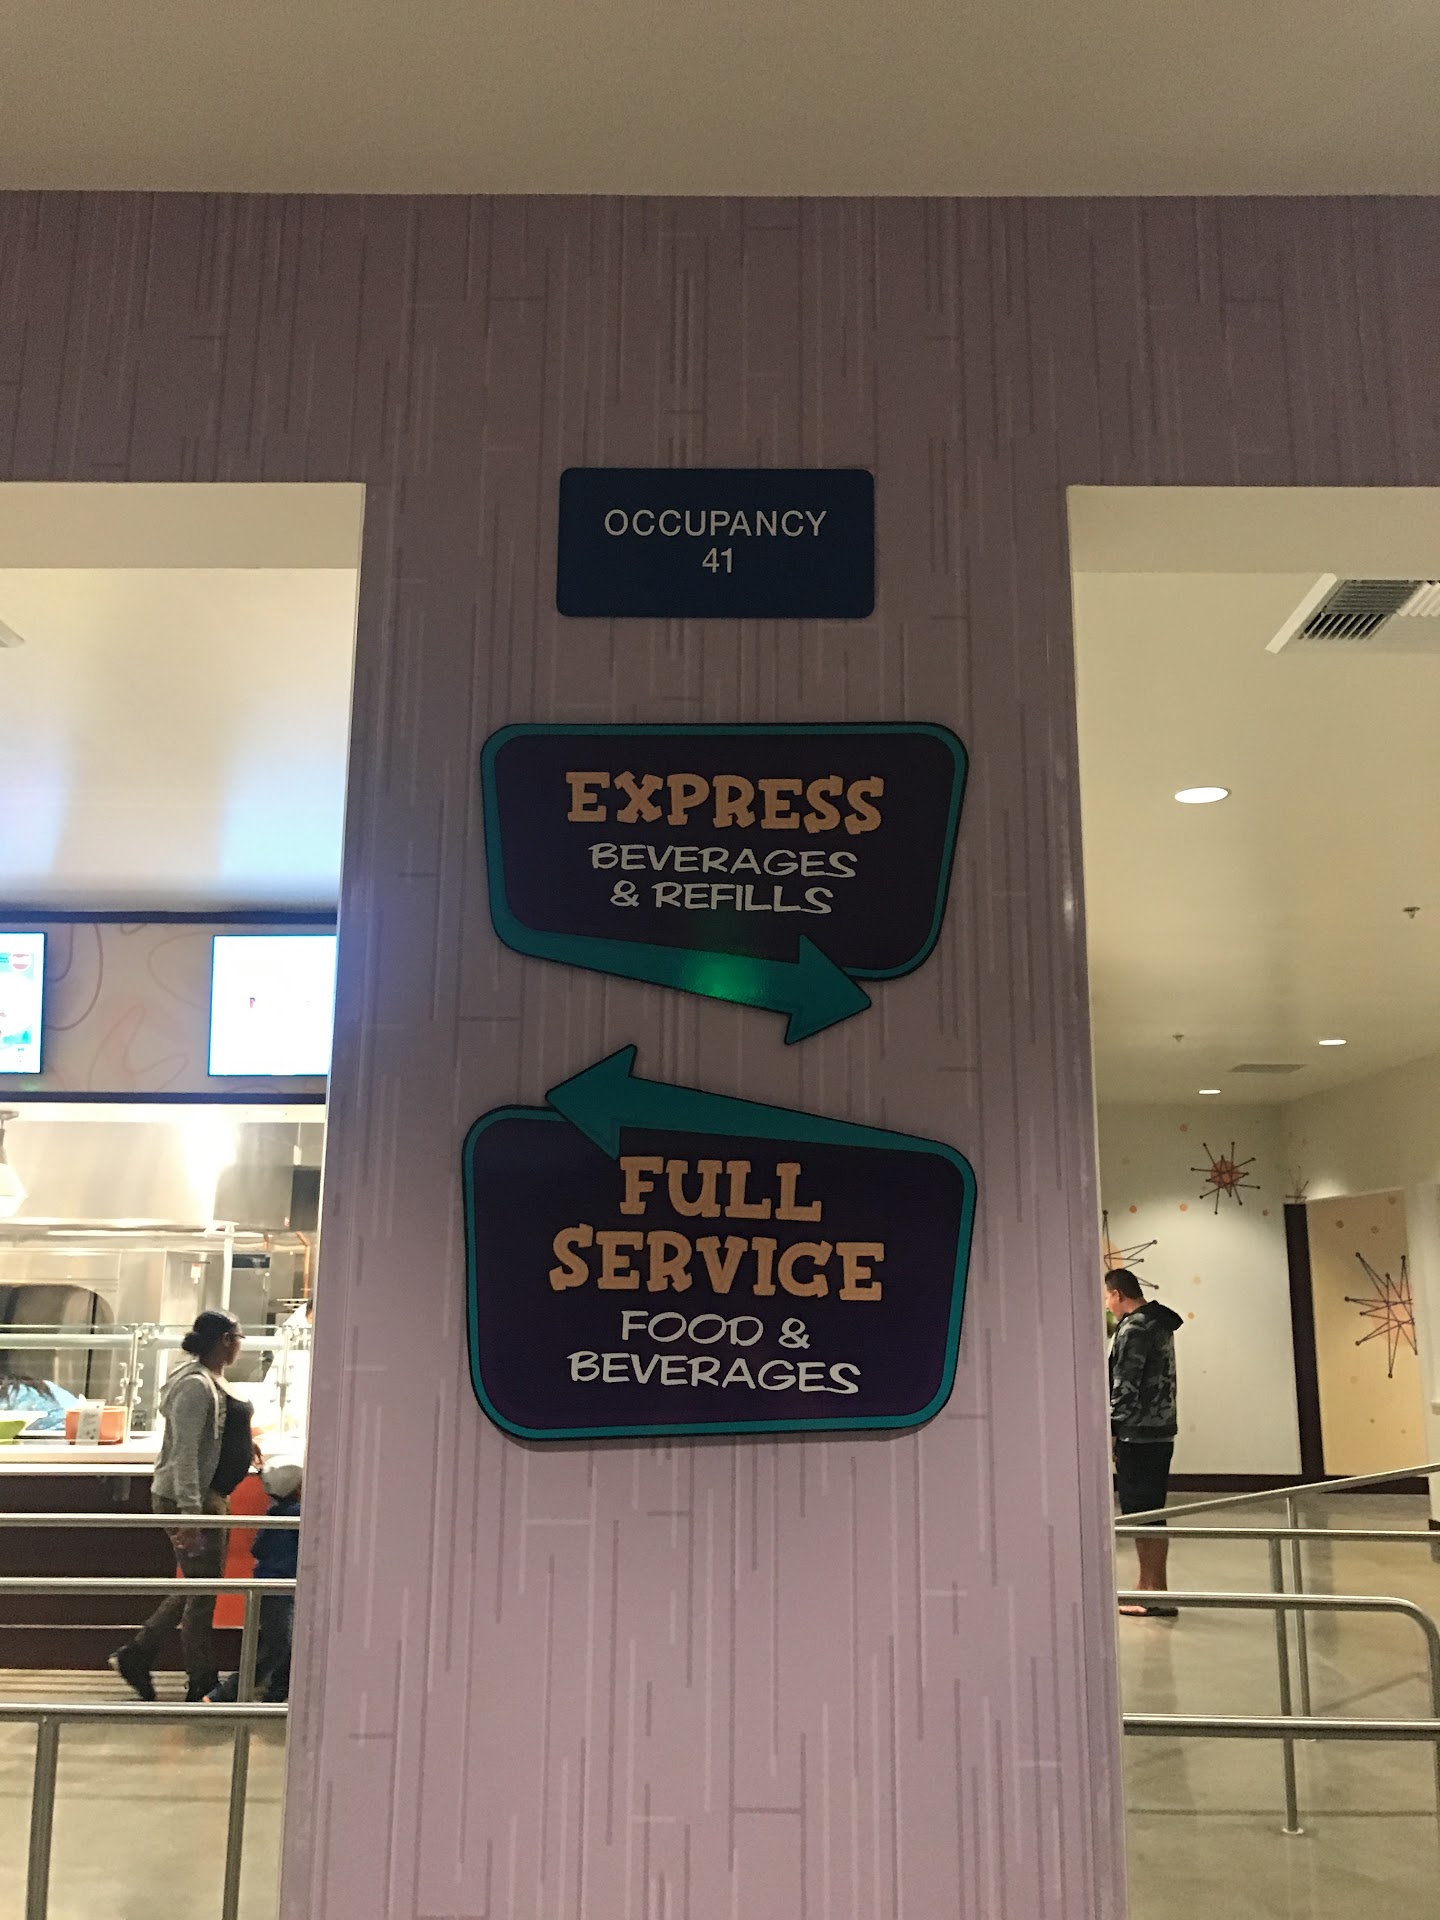 OCCUPANCY
41
EXPRESS
BEVERAGES
& REFILLS
FULL
SERVICE
FOOD &
BEVERAGES